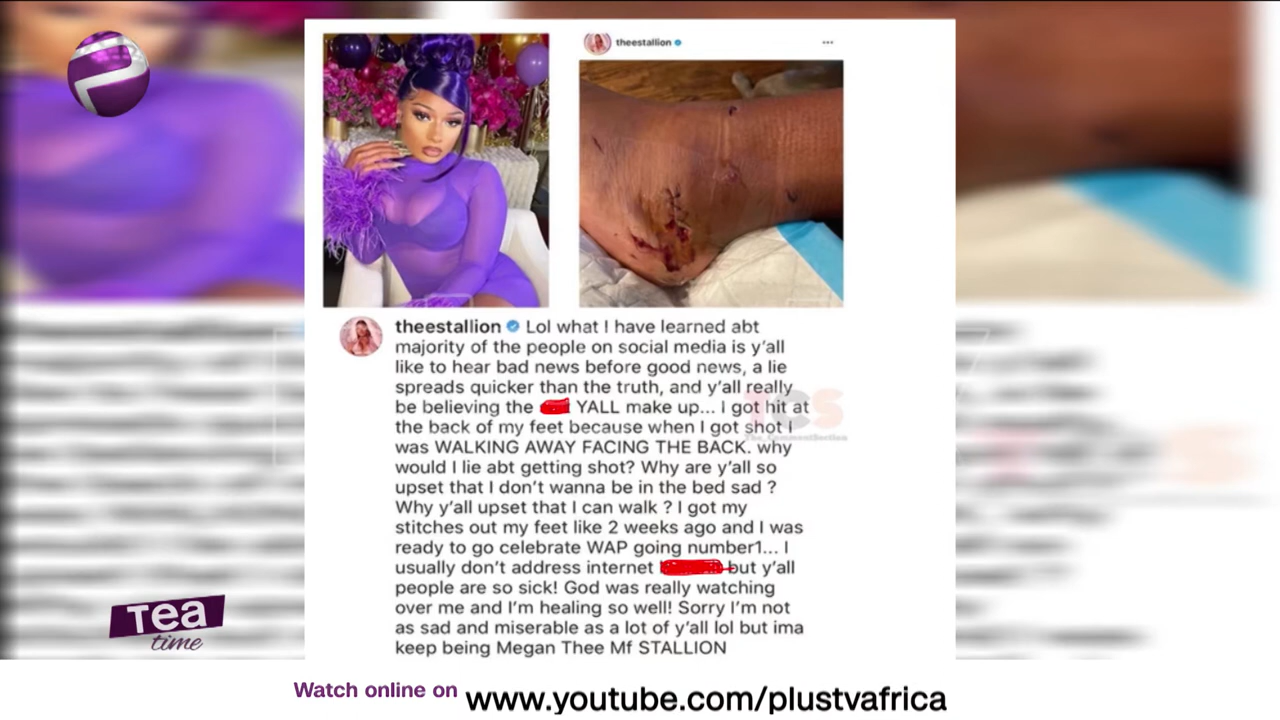 theestallion
theestallion Lol what I have learned abt
majority of the people on social media is y'all
like to hear bad news before good news, a lie
spreads quicker than the truth, and y'all really
be believing the YALL make up... I got hit at
the back of my feet because when I got shot I
was WALKING AWAY FACING THE BACK. why
would I lie abt getting shot? Why are y'all so
upset that I don't wanna be in the bed sad ?
Why y'all upset that I can walk ? I got my
stitches out my feet like 2 weeks ago and I was
ready to go celebrate WAP going number1... I
usually don't address internet but y'all
people are so sick! God was really watching
over me and I'm healing so well! Sorry I'm not
as sad and miserable as a lot of y'all lol but ima
keep being Megan Thee Mf STALLION
TCS
The_CommentSection
Tea
time
Watch online on www.youtube.com/plustvafrica